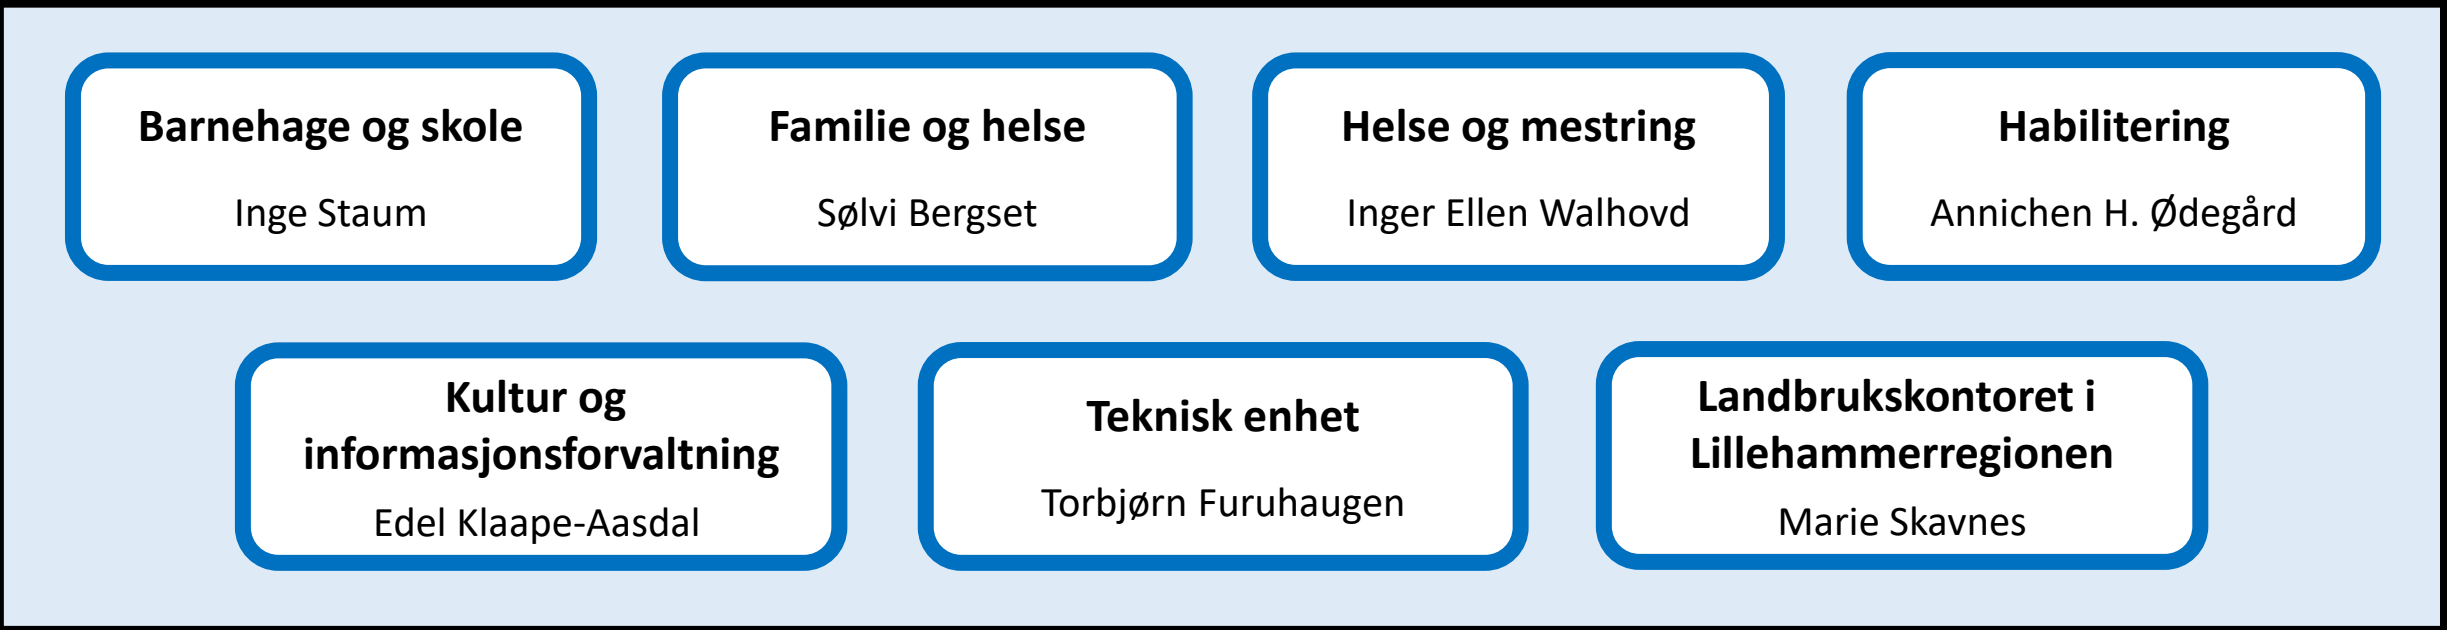 Barnehage og skole
Inge Staum
Familie og helse
Sølvi Bergset
Helse og mestring
Inger Ellen Walhovd
Habilitering
Annichen H. Ødegård
Kultur og
informasjonsforvaltning
Edel Klaape-Aasdal
Teknisk enhet
Torbjørn Furuhaugen
Landbrukskontoret i
Lillehammerregionen
Marie Skavnes